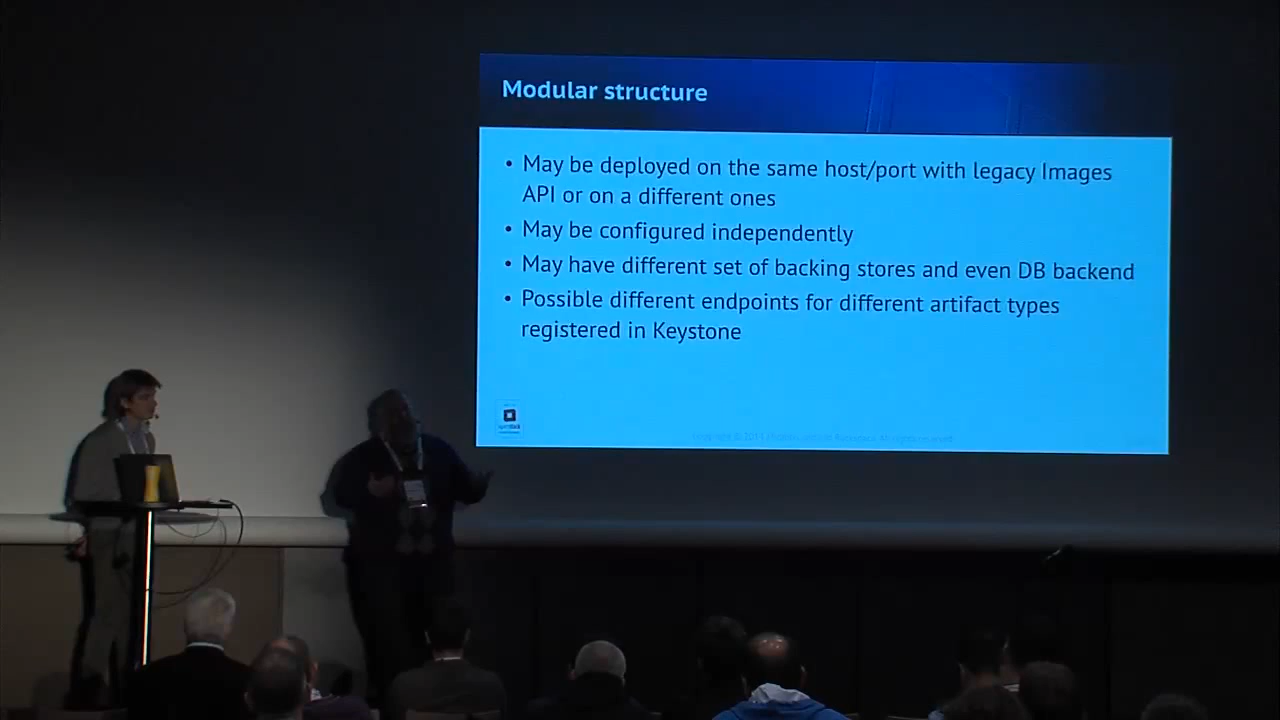 Modular structure
• May be deployed on the same host/port with legacy Images
API or on a different ones
• May be configured independently
• May have different set of backing stores and even DB backend
• Possible different endpoints for different artifact types
registered in Keystone